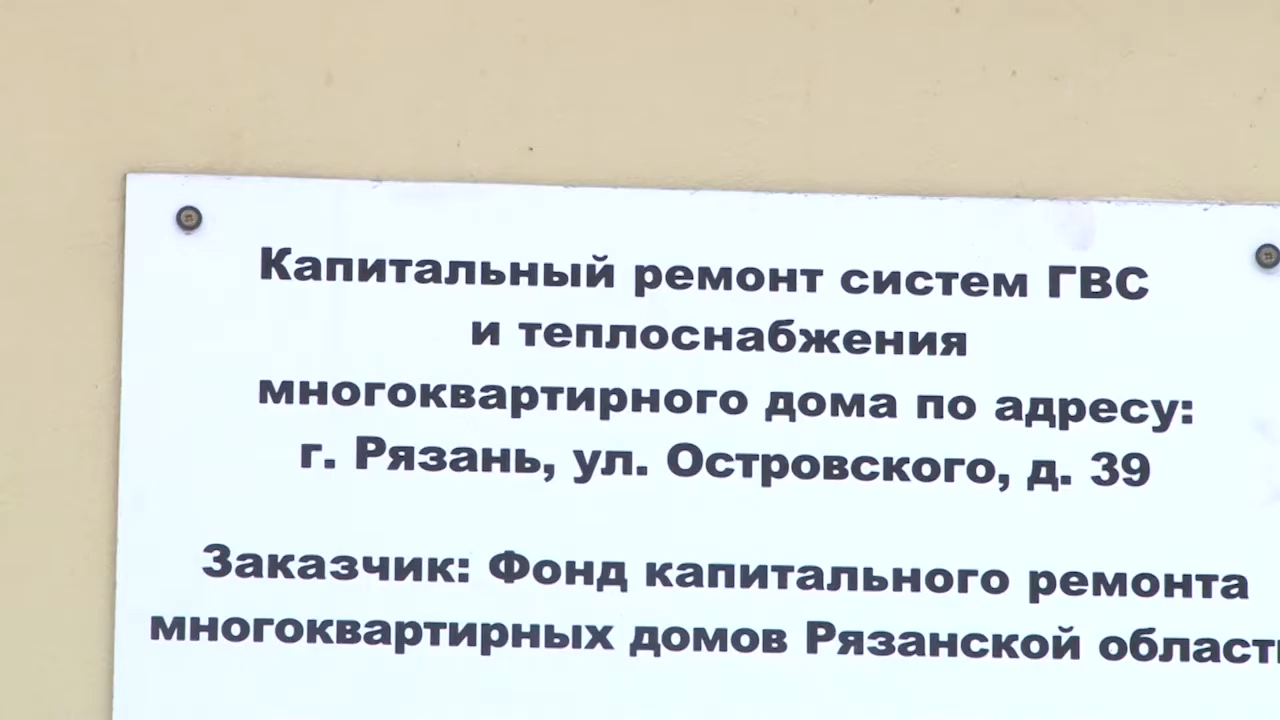 Капитальный ремонт систем ГВС
и теплоснабжения
многоквартирного дома по адресу:
г. Рязань, ул. Островского, д. 39
Заказчик: Фонд капитального ремонта
многоквартирных домов Рязанской области